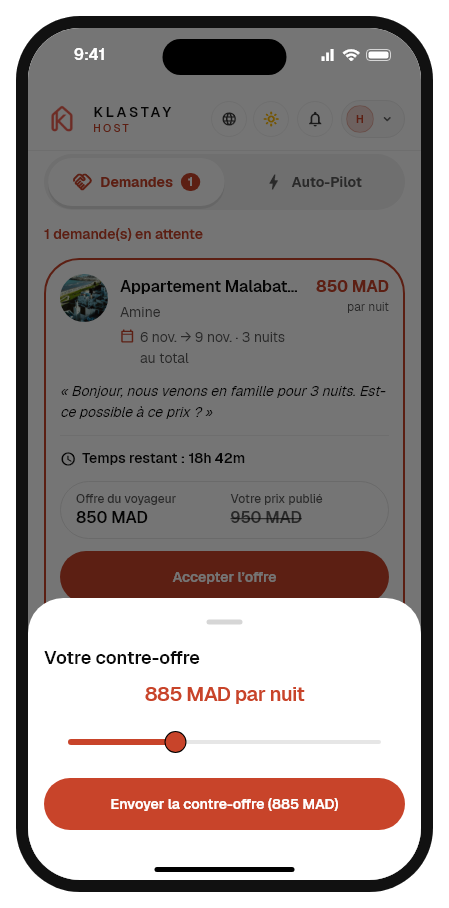 9:41
KLASTAY
HOST
H
Demandes 1
Auto-Pilot
1 demande(s) en attente
Appartement Malabat...
850 MAD
par nuit
Amine
6 nov. → 9 nov. · 3 nuits
au total
« Bonjour, nous venons en famille pour 3 nuits. Est-
ce possible à ce prix ? »
Temps restant : 18h 42m
Offre du voyageur
850 MAD
Votre prix publié
950 MAD
Accepter l'offre
Votre contre-offre
885 MAD par nuit
Envoyer la contre-offre (885 MAD)